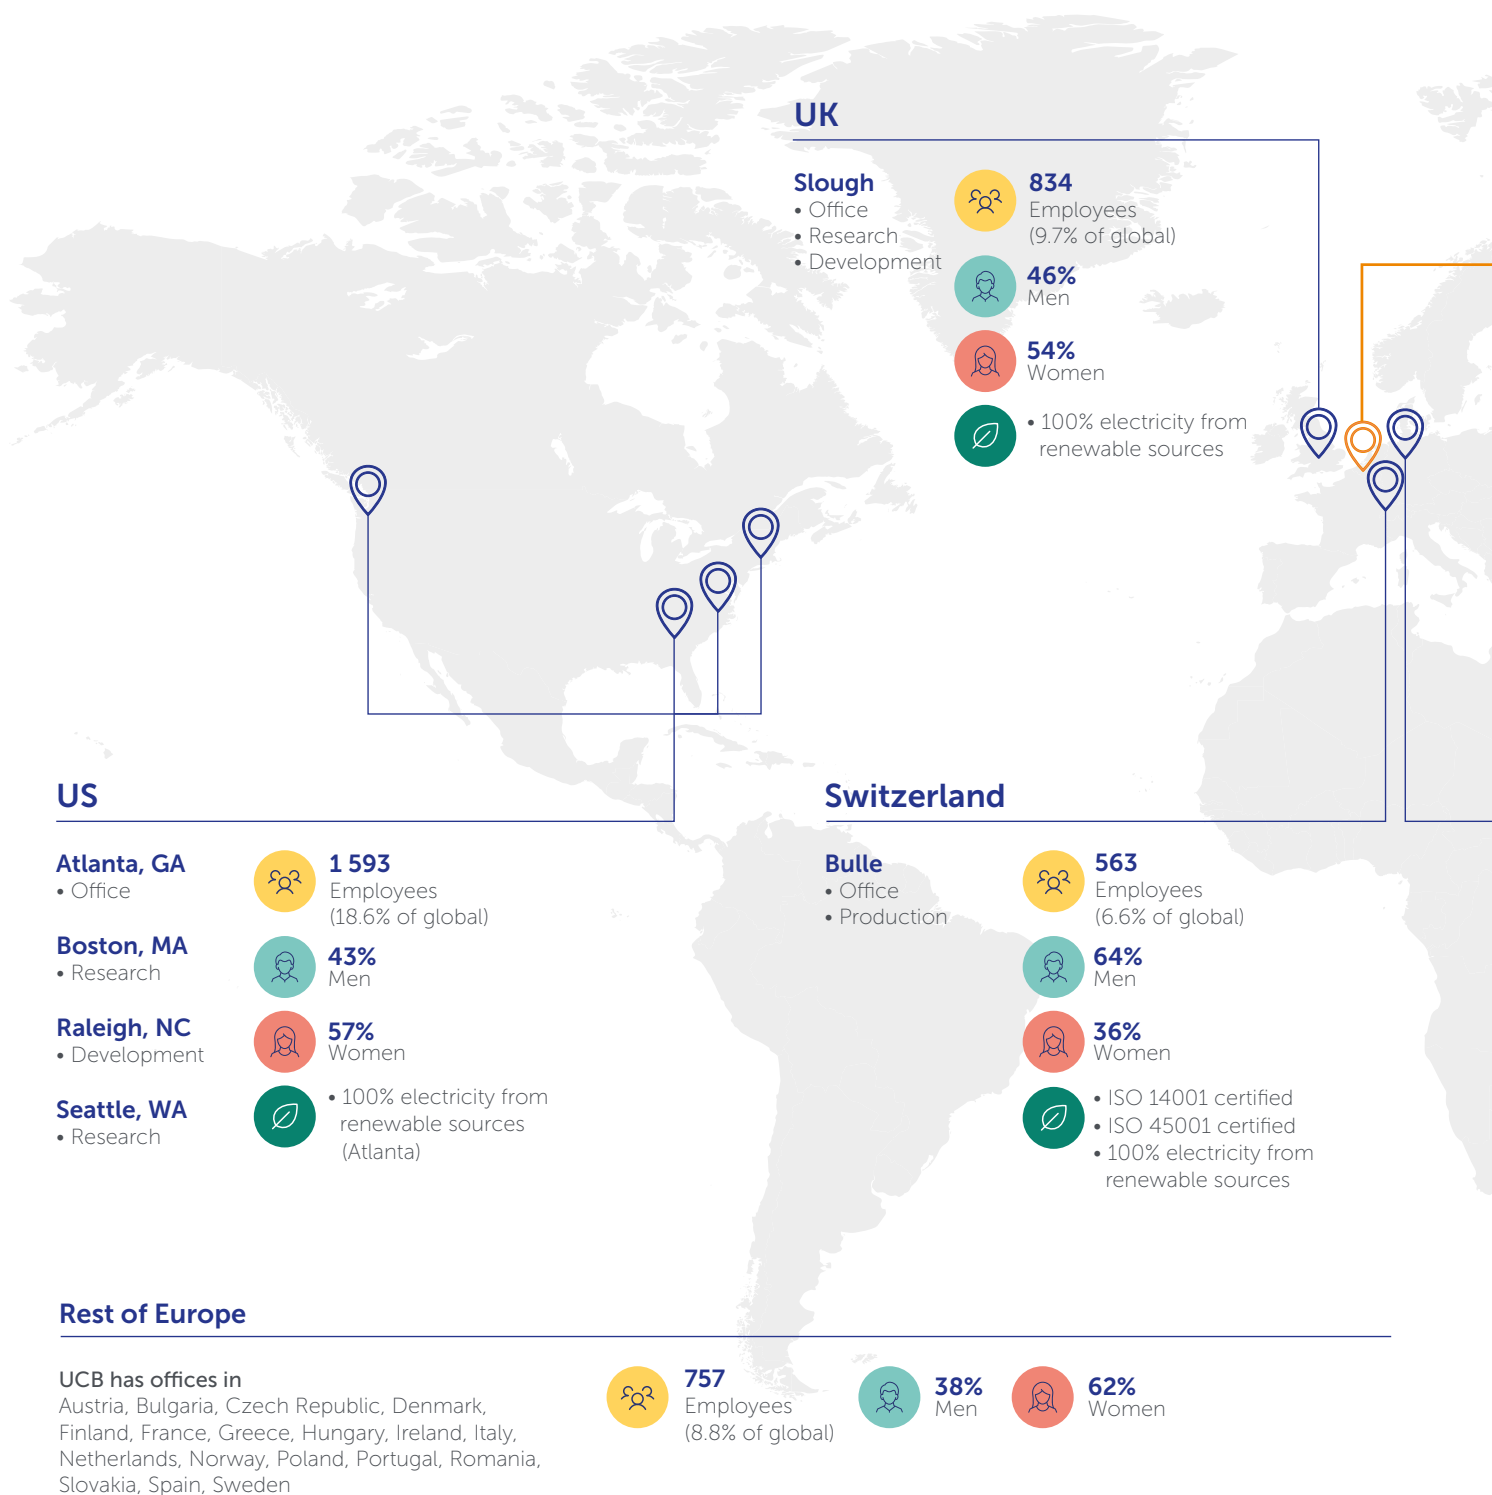 UK
Slough
• Office
• Research
• Development
834
Employees
(9.7% of global)
46%
Men
54%
Women
• 100% electricity from
renewable sources
US
Atlanta, GA
• Office
Boston, MA
• Research
Raleigh, NC
• Development
Seattle, WA
• Research
1 593
Employees
(18.6% of global)
43%
Men
57%
Women
• 100% electricity from
renewable sources
(Atlanta)
Switzerland
Bulle
• Office
• Production
563
Employees
(6.6% of global)
64%
Men
36%
Women
• ISO 14001 certified
• ISO 45001 certified
• 100% electricity from
renewable sources
Rest of Europe
UCB has offices in
Austria, Bulgaria, Czech Republic, Denmark,
Finland, France, Greece, Hungary, Ireland, Italy,
Netherlands, Norway, Poland, Portugal, Romania,
Slovakia, Spain, Sweden
757
Employees
(8.8% of global)
38%
Men
62%
Women